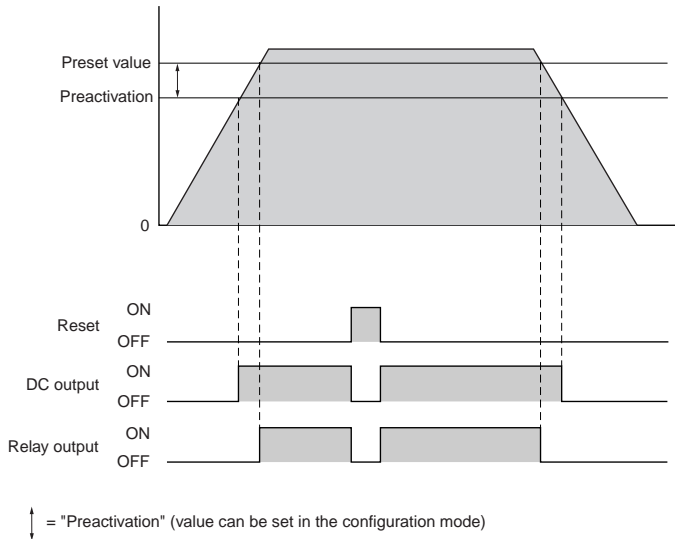 Preset value
Preactivation
0
Reset
ON
OFF
DC output
ON
OFF
Relay output
ON
OFF
= "Preactivation" (value can be set in the configuration mode)